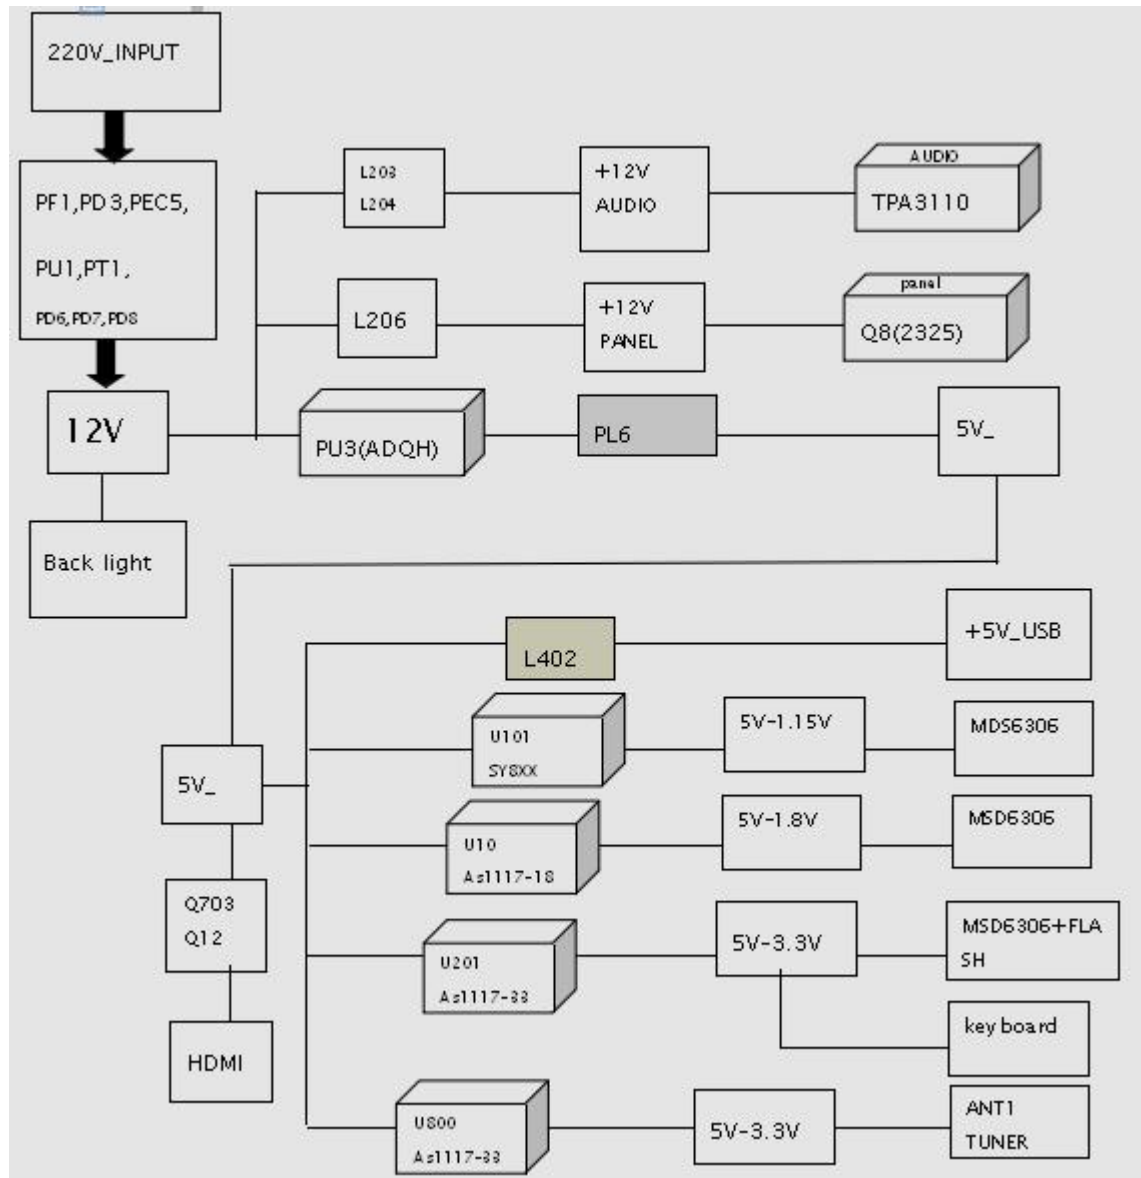 220V_INPUT
PF1,PD3,PEC5,
PU1,PT1,
PD6,PD7,PD8
12V
Back light
L203
L204
+12V
AUDIO
AUDIO
TPA3110
L206
+12V
PANEL
panel
Q8(2325)
PU3(ADQH)
PL6
5V_
L402
+5V_USB
U101
SY8XX
5V-1.15V
MDS6306
5V_
U10
As1117-18
5V-1.8V
MSD6306
Q703
Q12
U201
As1117-33
5V-3.3V
MSD6306+FLA
SH
key board
HDMI
U800
As1117-33
5V-3.3V
ANT1
TUNER